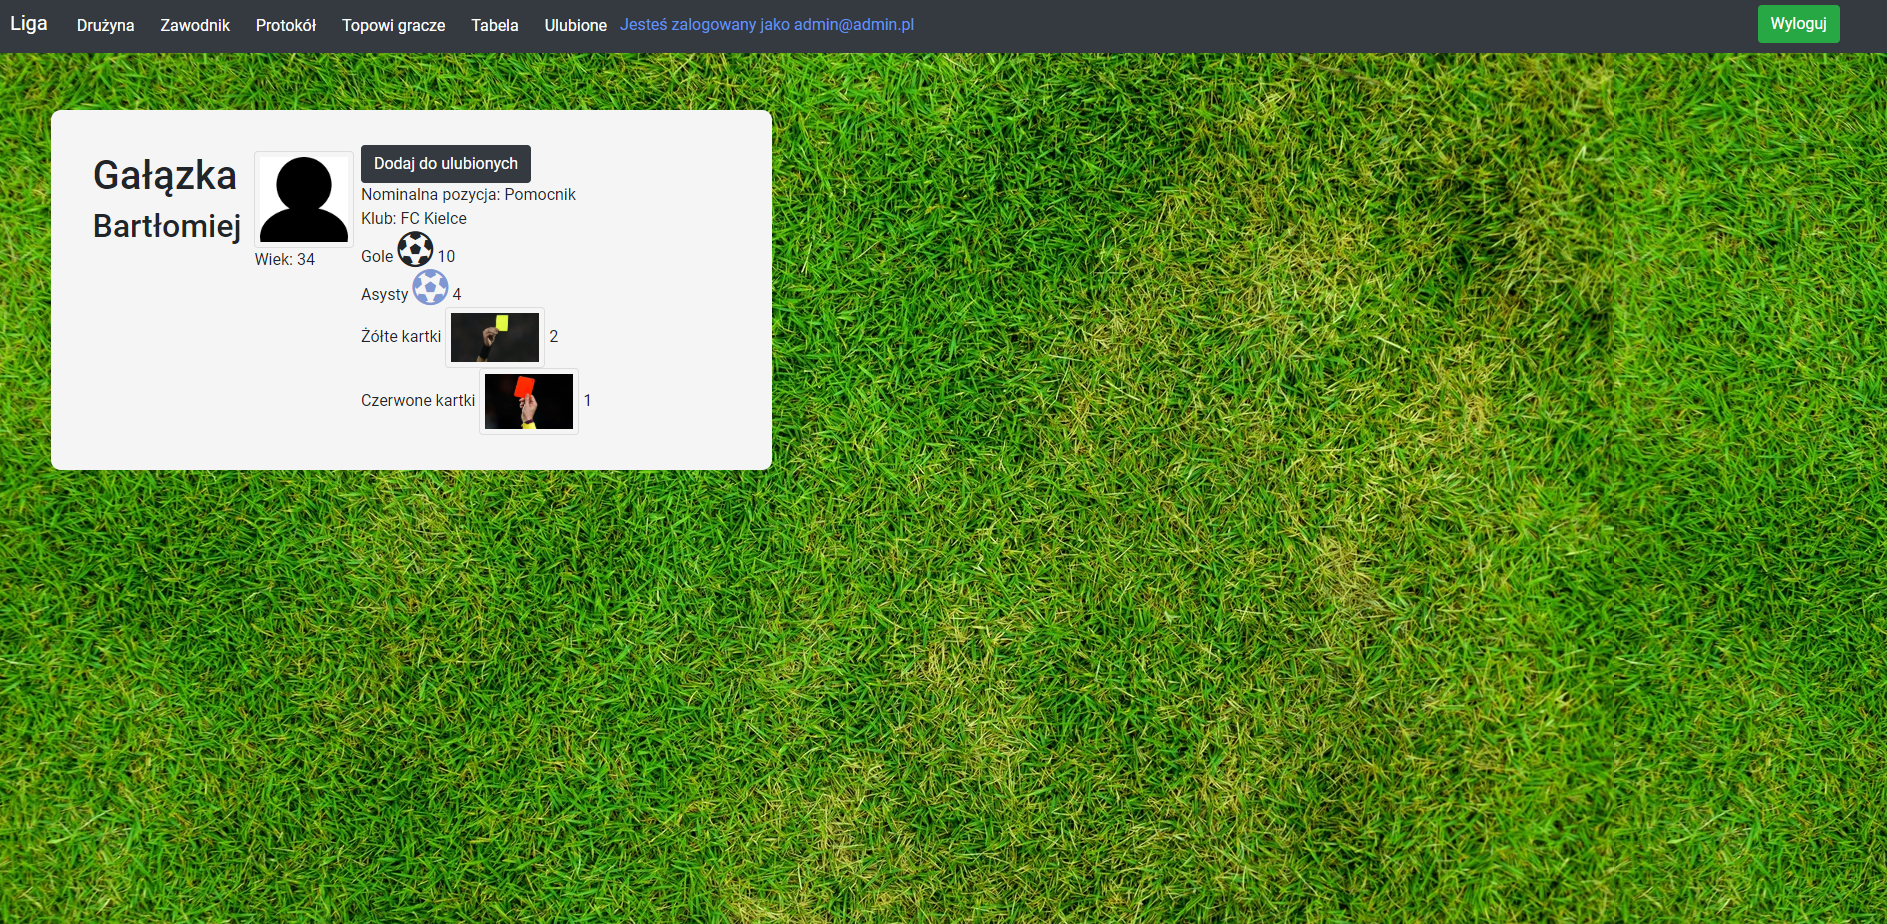 Liga Drużyna Zawodnik Protokół Topowi gracze Tabela Ulubione Jesteś zalogowany jako admin@admin.pl Wyloguj
Gałązka
Bartłomiej
Wiek: 34
Dodaj do ulubionych
Nominalna pozycja: Pomocnik
Klub: FC Kielce
Gole 10
Asysty 4
Żółte kartki 2
Czerwone kartki 1